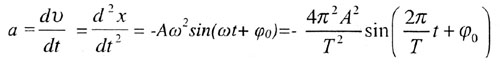 a = dυ/dt = d²x/dt² = -Aω²sin(ωt+ φ₀)=- 4π²A²/T² sin(2π/T t + φ₀)